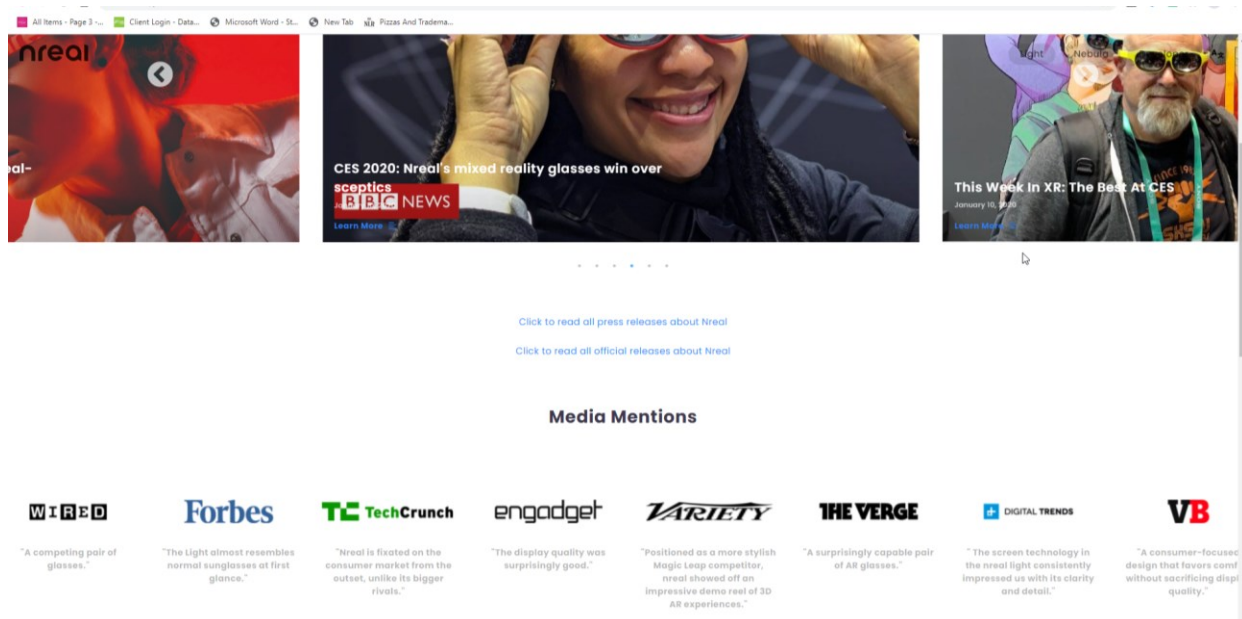 All Items - Page 3 -...
Client Login - Data...
Microsoft Word - St...
New Tab
Pizzas And Tradema...
nreal
Light
Nebula
eal-
CES 2020: Nreal's mixed reality glasses win over
sceptics
BBC NEWS
Learn More
This Week In XR: The Best At CES
January 10, 2020
Learn More
Click to read all press releases about Nreal
Click to read all official releases about Nreal
Media Mentions
WIRED
Forbes
TechCrunch
engadget
VARIETY
THE VERGE
DIGITAL TRENDS
VB
"A competing pair of
glasses."
"The Light almost resembles
normal sunglasses at first
glance."
"Nreal is fixated on the
consumer market from the
outset, unlike its bigger
rivals."
"The display quality was
surprisingly good."
"Positioned as a more stylish
Magic Leap competitor,
nreal showed off an
impressive demo reel of 3D
AR experiences."
"A surprisingly capable pair
of AR glasses."
" The screen technology in
the nreal light consistently
impressed us with its clarity
and detail."
"A consumer-focused
design that favors comf
without sacrificing displ
quality."